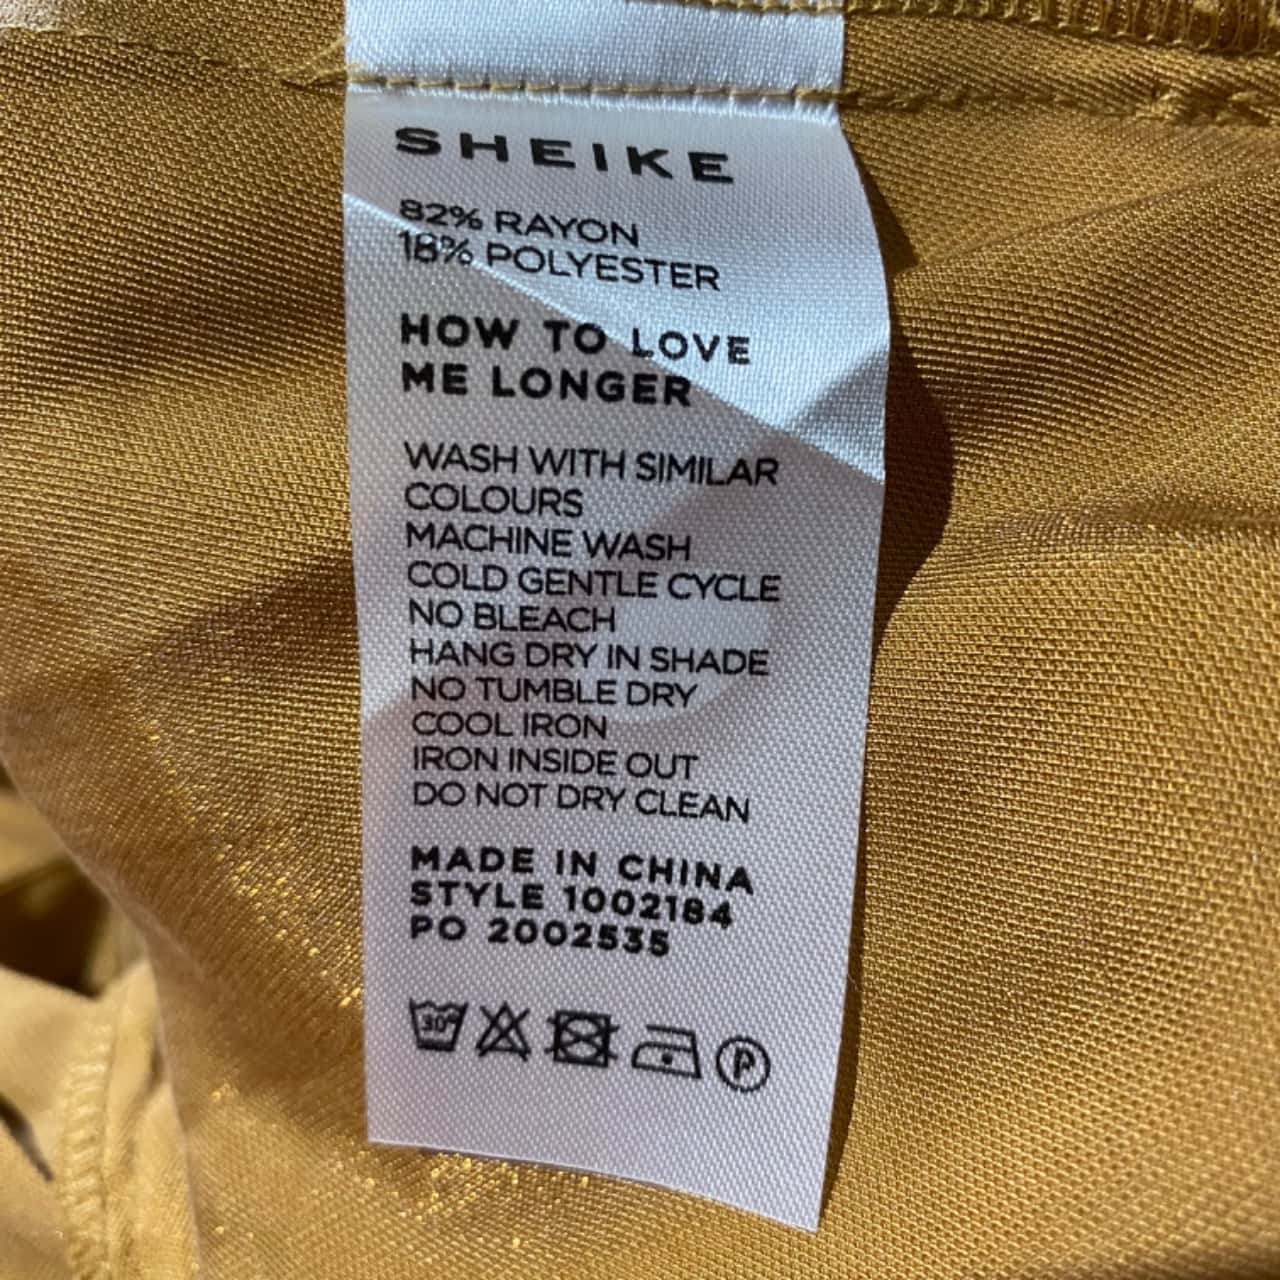 SHEIKE
82% RAYON
18% POLYESTER
HOW TO LOVE
ME LONGER
WASH WITH SIMILAR
COLOURS
MACHINE WASH
COLD GENTLE CYCLE
NO BLEACH
HANG DRY IN SHADE
NO TUMBLE DRY
COOL IRON
IRON INSIDE OUT
DO NOT DRY CLEAN
MADE IN CHINA
STYLE 1002184
PO 2002535
30° P